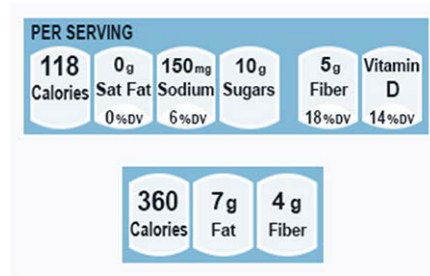 PER SERVING
118 0g 150mg 10g 5g Vitamin
Calories Sat Fat Sodium Sugars Fiber D
0%DV 6%DV 18%DV 14%DV
360 7g 4g
Calories Fat Fiber